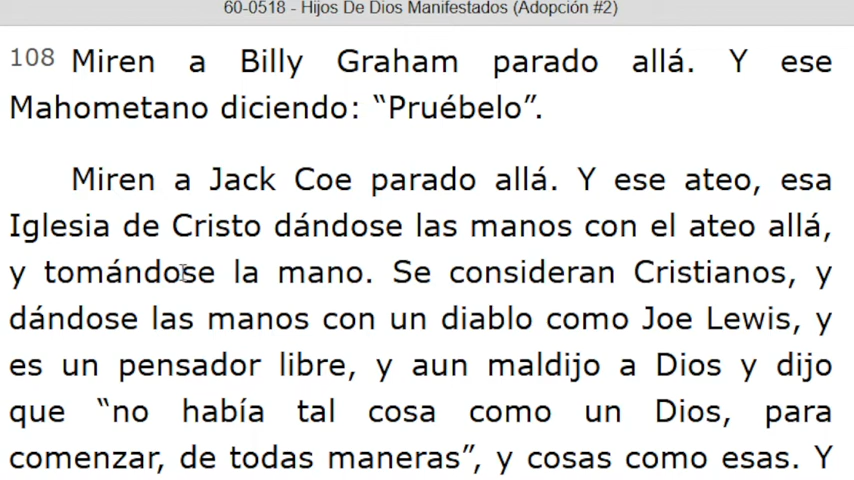 60-0518 - Hijos De Dios Manifestados (Adopción #2)
108 Miren a Billy Graham parado allá. Y ese
Mahometano diciendo: “Pruébelo”.
Miren a Jack Coe parado allá. Y ese ateo, esa
Iglesia de Cristo dándose las manos con el ateo allá,
y tomándose la mano. Se consideran Cristianos, y
dándose las manos con un diablo como Joe Lewis, y
es un pensador libre, y aun maldijo a Dios y dijo
que “no había tal cosa como un Dios, para
comenzar, de todas maneras”, y cosas como esas. Y